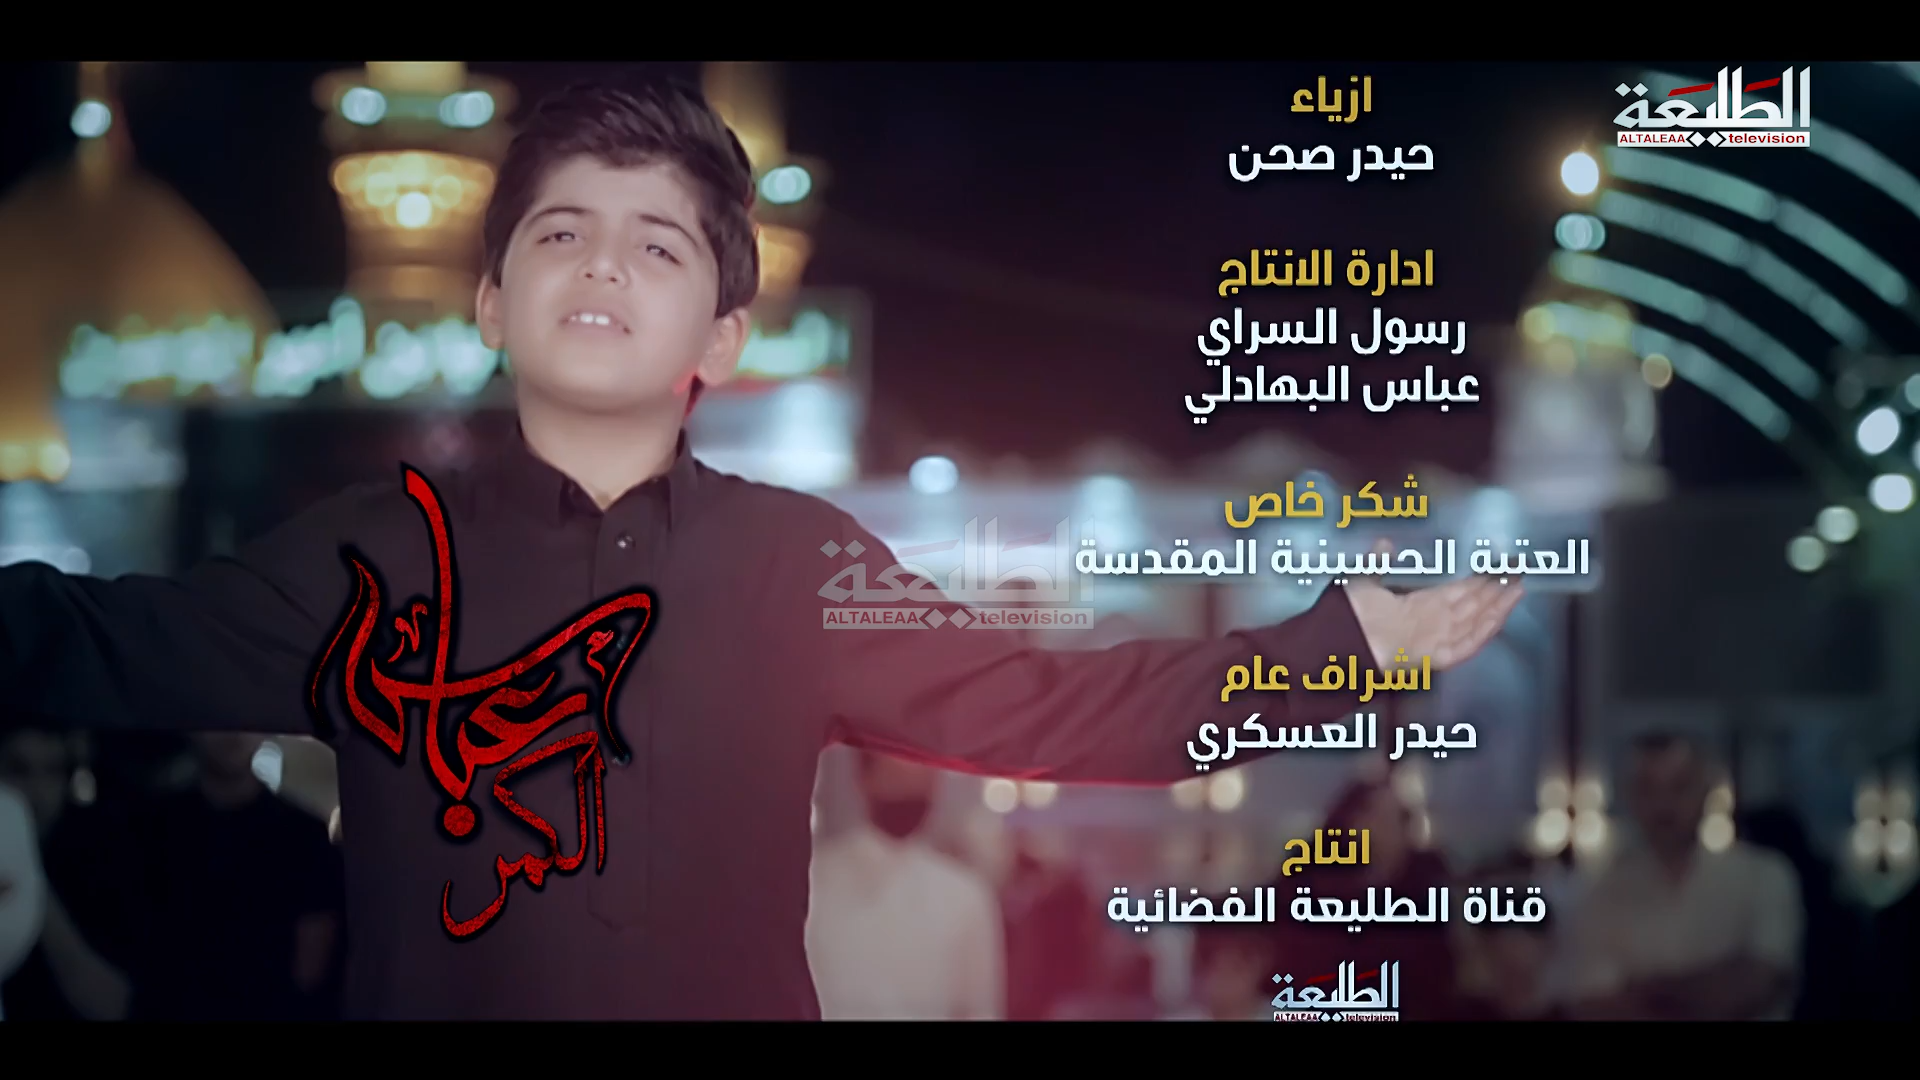 ازياء
حيدر صحن
ادارة الانتاج
رسول السراي
عباس البهادلي
شكر خاص
العتبة الحسينية المقدسة
اشراف عام
حيدر العسكري
انتاج
قناة الطليعة الفضائية
الطليعة
ALTALEAA television
الطليعة
ALTALEAA television
الطليعة
ALTALEAA television
عباس
الكمر